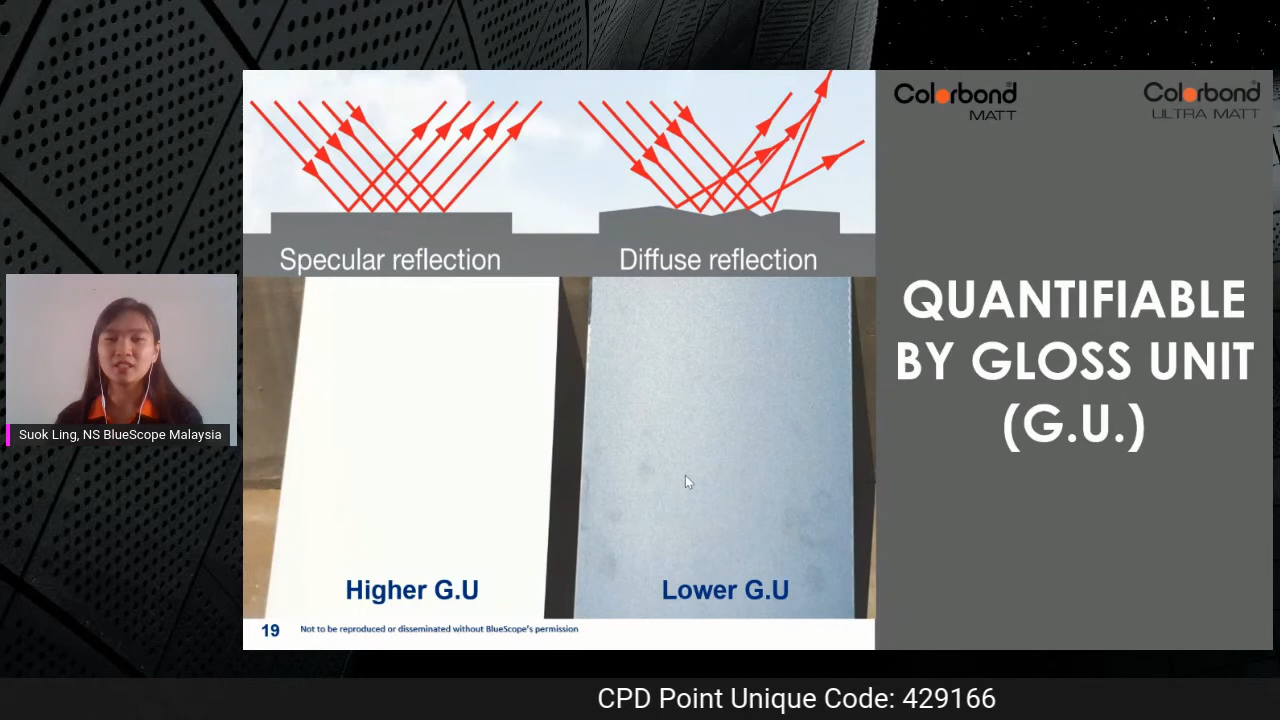 Colorbond®
MATT
Colorbond®
ULTRA MATT
Specular reflection
Diffuse reflection
QUANTIFIABLE
BY GLOSS UNIT
(G.U.)
Suok Ling, NS BlueScope Malaysia
Higher G.U
Lower G.U
19
Not to be reproduced or disseminated without BlueScope's permission
CPD Point Unique Code: 429166